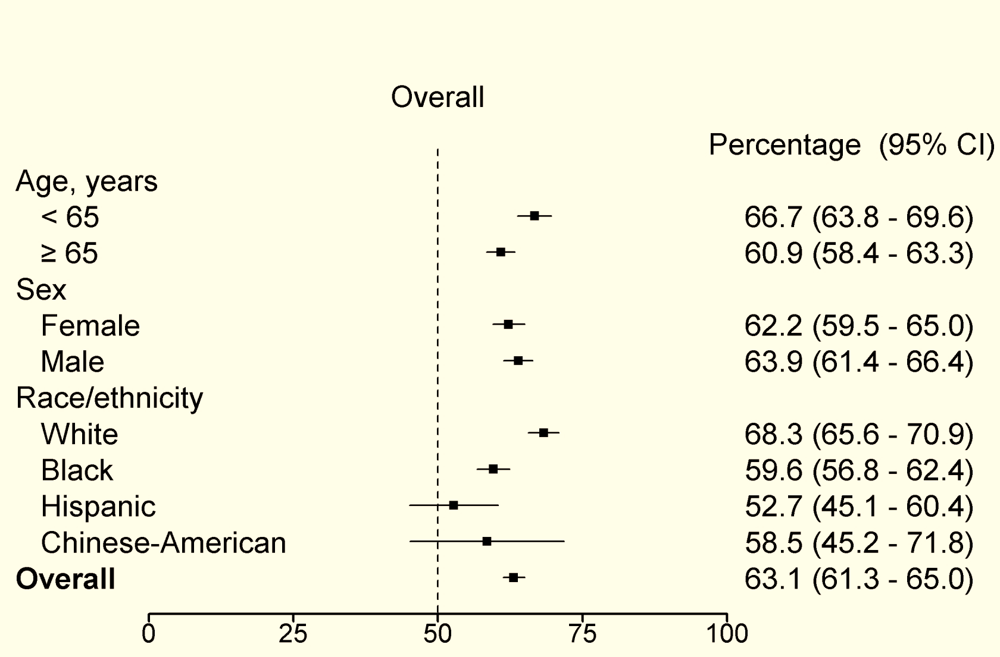 Overall
Percentage (95% CI)
Age, years
< 65 66.7 (63.8 - 69.6)
≥ 65 60.9 (58.4 - 63.3)
Sex
Female 62.2 (59.5 - 65.0)
Male 63.9 (61.4 - 66.4)
Race/ethnicity
White 68.3 (65.6 - 70.9)
Black 59.6 (56.8 - 62.4)
Hispanic 52.7 (45.1 - 60.4)
Chinese-American 58.5 (45.2 - 71.8)
Overall 63.1 (61.3 - 65.0)
0 25 50 75 100